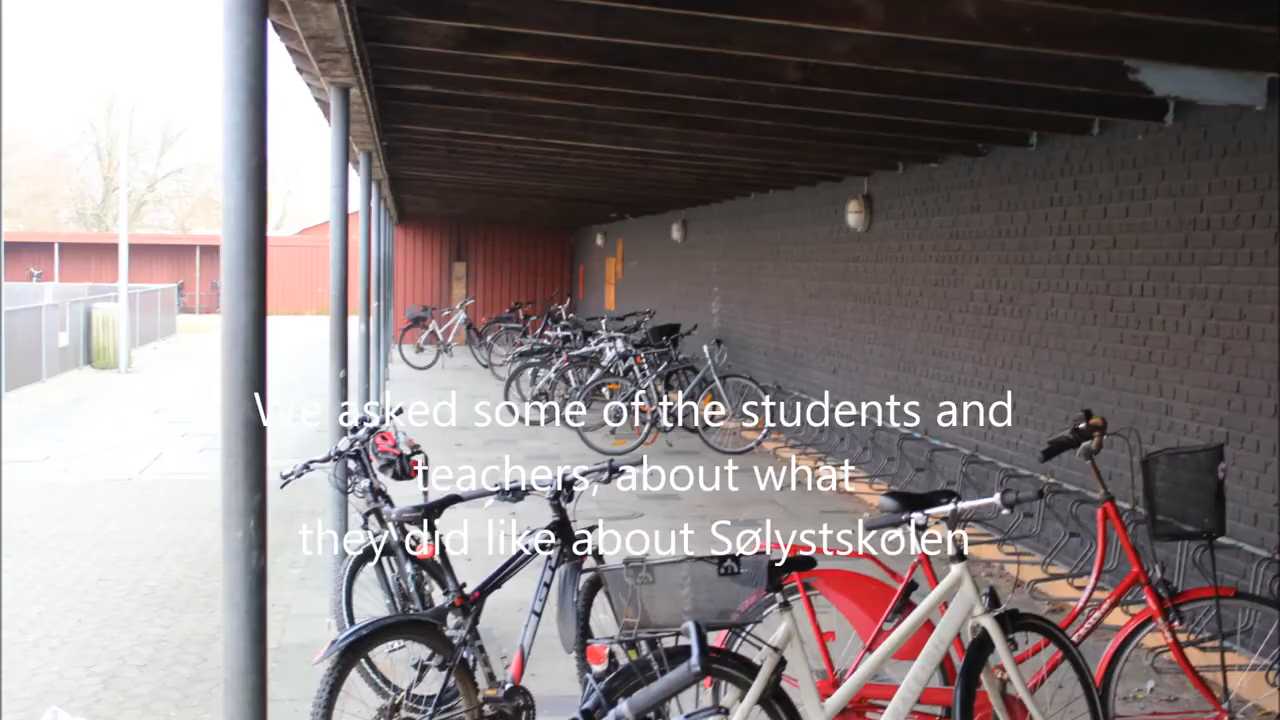 We asked some of the students and
teachers, about what
they did like about Sølystskolen